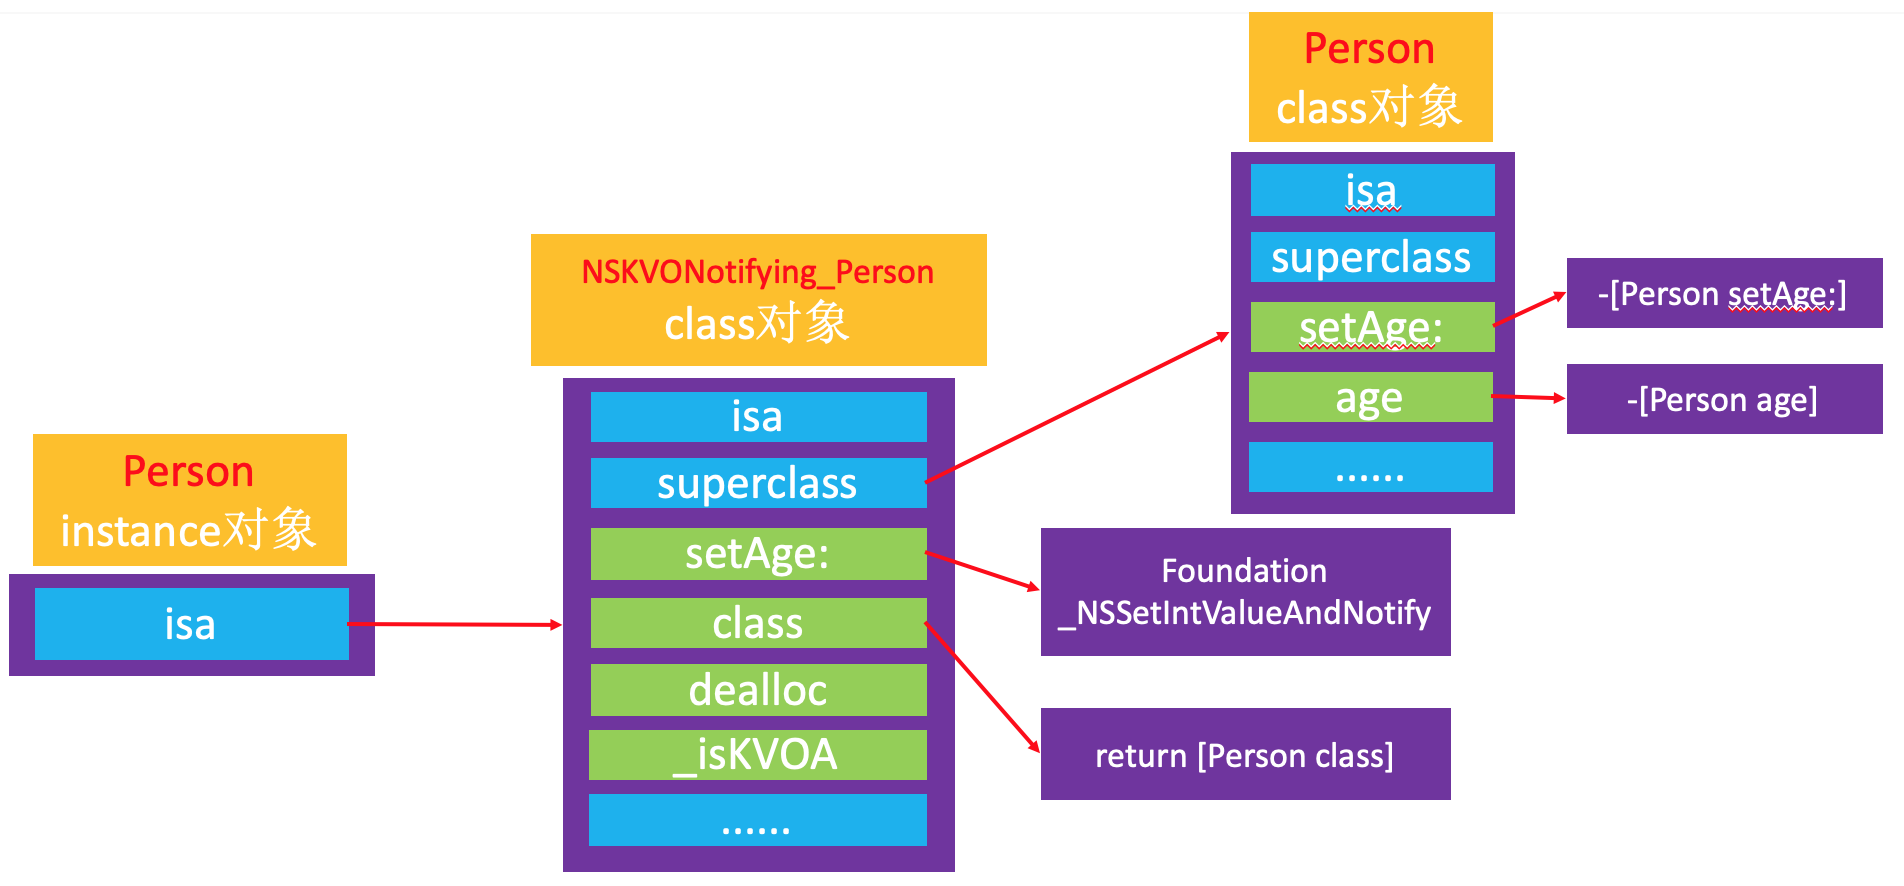 Person
instance对象
isa
NSKVONotifying_Person
class对象
isa
superclass
setAge:
class
dealloc
_isKVOA
......
Foundation
_NSSetIntValueAndNotify
return [Person class]
Person
class对象
isa
superclass
setAge:
age
......
-[Person setAge:]
-[Person age]